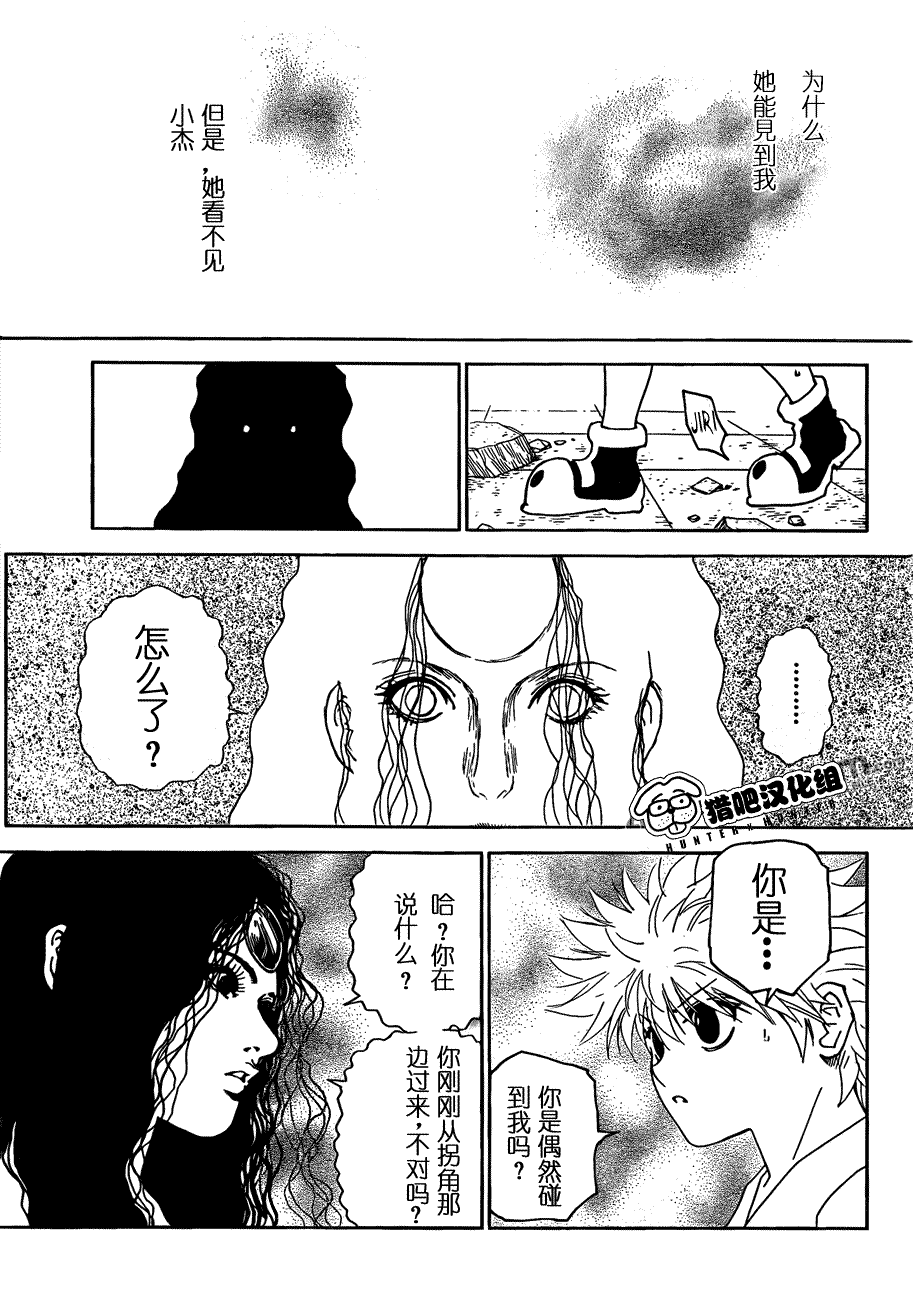 为什么
她能見到我
但是，她看不见
小杰
JIRI
………
怎么了？
猎吧汉化组
HUNTER×HUNTER
你是…
你是偶然碰
到我吗？
哈？你在
说什么？
你刚刚从拐角那
边过来，不对吗？